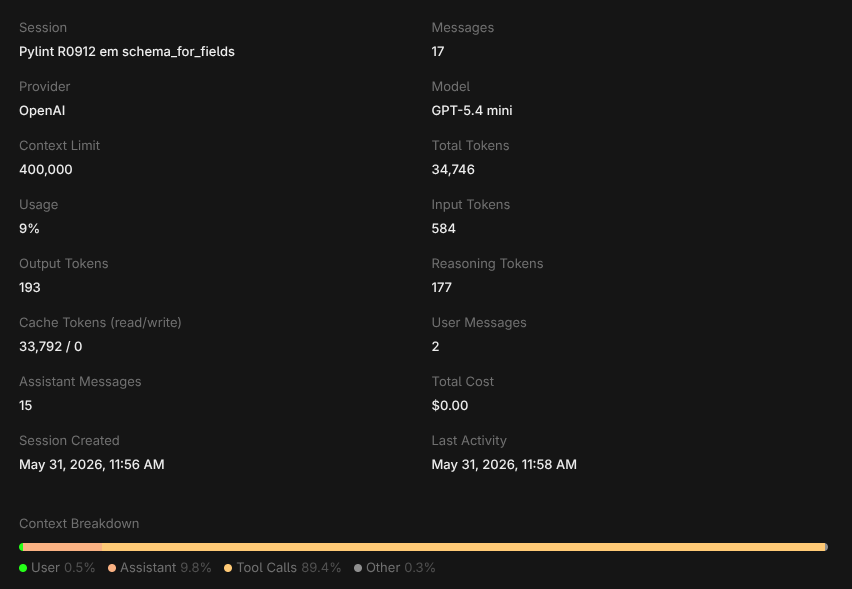 Session
Pylint R0912 em schema_for_fields
Messages
17
Provider
OpenAI
Model
GPT-5.4 mini
Context Limit
400,000
Total Tokens
34,746
Usage
9%
Input Tokens
584
Output Tokens
193
Reasoning Tokens
177
Cache Tokens (read/write)
33,792 / 0
User Messages
2
Assistant Messages
15
Total Cost
$0.00
Session Created
May 31, 2026, 11:56 AM
Last Activity
May 31, 2026, 11:58 AM
Context Breakdown
User 0.5% Assistant 9.8% Tool Calls 89.4% Other 0.3%